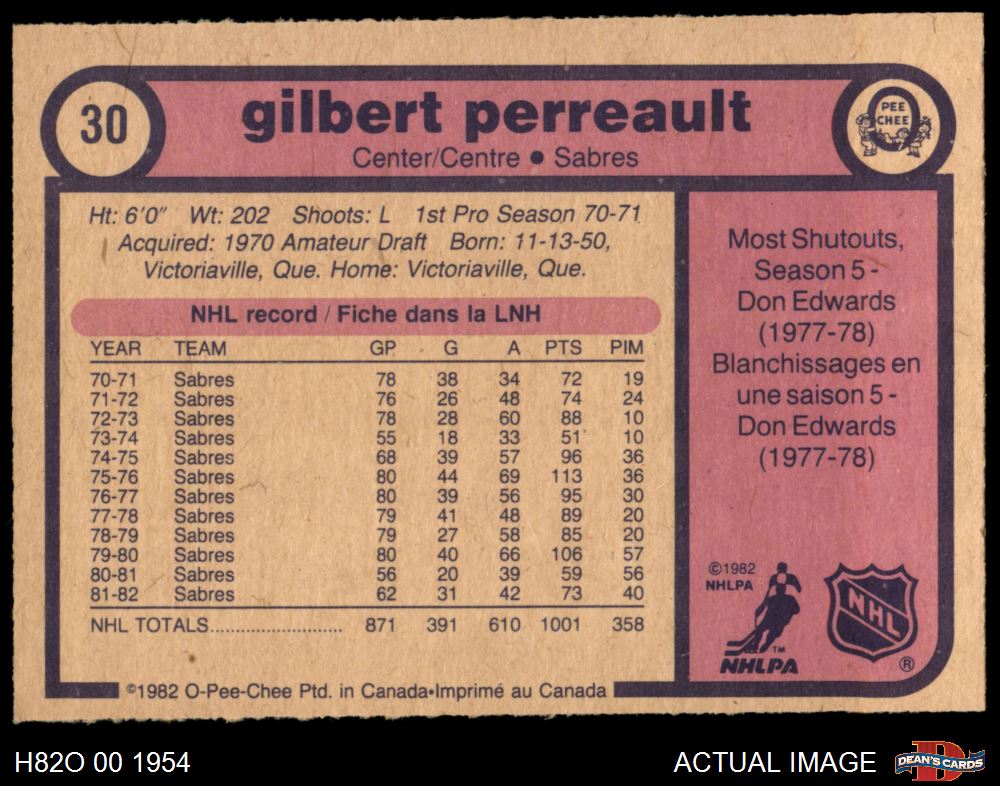 30
gilbert perreault
Center/Centre ● Sabres
PEE
CHEE
Ht: 6'0" Wt: 202 Shoots: L 1st Pro Season 70-71
Acquired: 1970 Amateur Draft Born: 11-13-50,
Victoriaville, Que. Home: Victoriaville, Que.
NHL record / Fiche dans la LNH
YEAR TEAM GP G A PTS PIM
70-71 Sabres 78 38 34 72 19
71-72 Sabres 76 26 48 74 24
72-73 Sabres 78 28 60 88 10
73-74 Sabres 55 18 33 51 10
74-75 Sabres 68 39 57 96 36
75-76 Sabres 80 44 69 113 36
76-77 Sabres 80 39 56 95 30
77-78 Sabres 79 41 48 89 20
78-79 Sabres 79 27 58 85 20
79-80 Sabres 80 40 66 106 57
80-81 Sabres 56 20 39 59 56
81-82 Sabres 62 31 42 73 40
NHL TOTALS........................... 871 391 610 1001 358
©1982 O-Pee-Chee Ptd. in Canada•Imprimé au Canada
Most Shutouts,
Season 5 -
Don Edwards
(1977-78)
Blanchissages en
une saison 5 -
Don Edwards
(1977-78)
©1982
NHLPA
TM
NHLPA
NHL
®
H82O 00 1954
ACTUAL IMAGE
D
DEAN'S CARDS